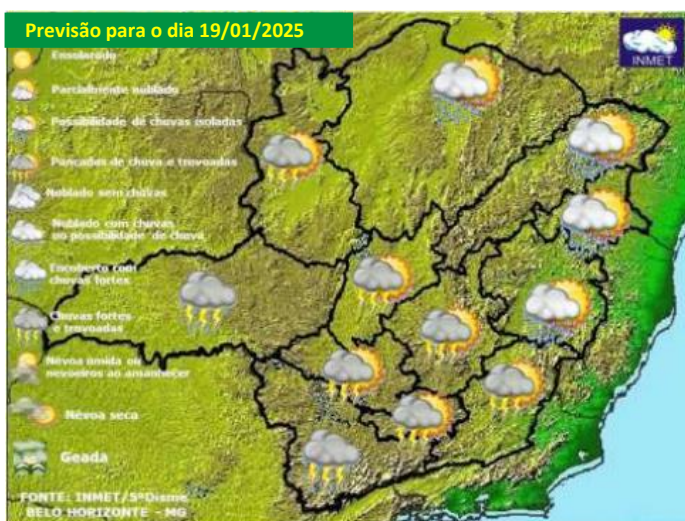 Previsão para o dia 19/01/2025
INMET
Ensolarado
Parcialmente nublado
Possibilidade de chuvas isoladas
Pancadas de chuva e trovoadas
Nublado sem chuvas
Nublado com chuvas
ou possibilidade de chuva
Encoberto com
chuvas fortes
Chuvas fortes
e trovoadas
Névoa úmida ou
nevoeiros ao amanhecer
Névoa seca
Geada
FONTE: INMET/5ºDisme
BELO HORIZONTE - MG